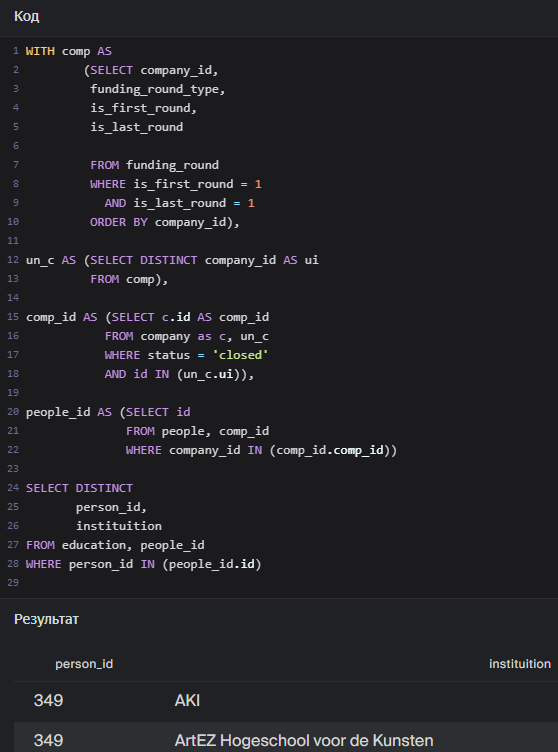 Код
1 WITH comp AS
2 (SELECT company_id,
3 funding_round_type,
4 is_first_round,
5 is_last_round
6
7 FROM funding_round
8 WHERE is_first_round = 1
9 AND is_last_round = 1
10 ORDER BY company_id),
11
12 un_c AS (SELECT DISTINCT company_id AS ui
13 FROM comp),
14
15 comp_id AS (SELECT c.id AS comp_id
16 FROM company as c, un_c
17 WHERE status = 'closed'
18 AND id IN (un_c.ui)),
19
20 people_id AS (SELECT id
21 FROM people, comp_id
22 WHERE company_id IN (comp_id.comp_id))
23
24 SELECT DISTINCT
25 person_id,
26 instituition
27 FROM education, people_id
28 WHERE person_id IN (people_id.id)
29
Результат
person_id instituition
349 AKI
349 ArtEZ Hogeschool voor de Kunsten